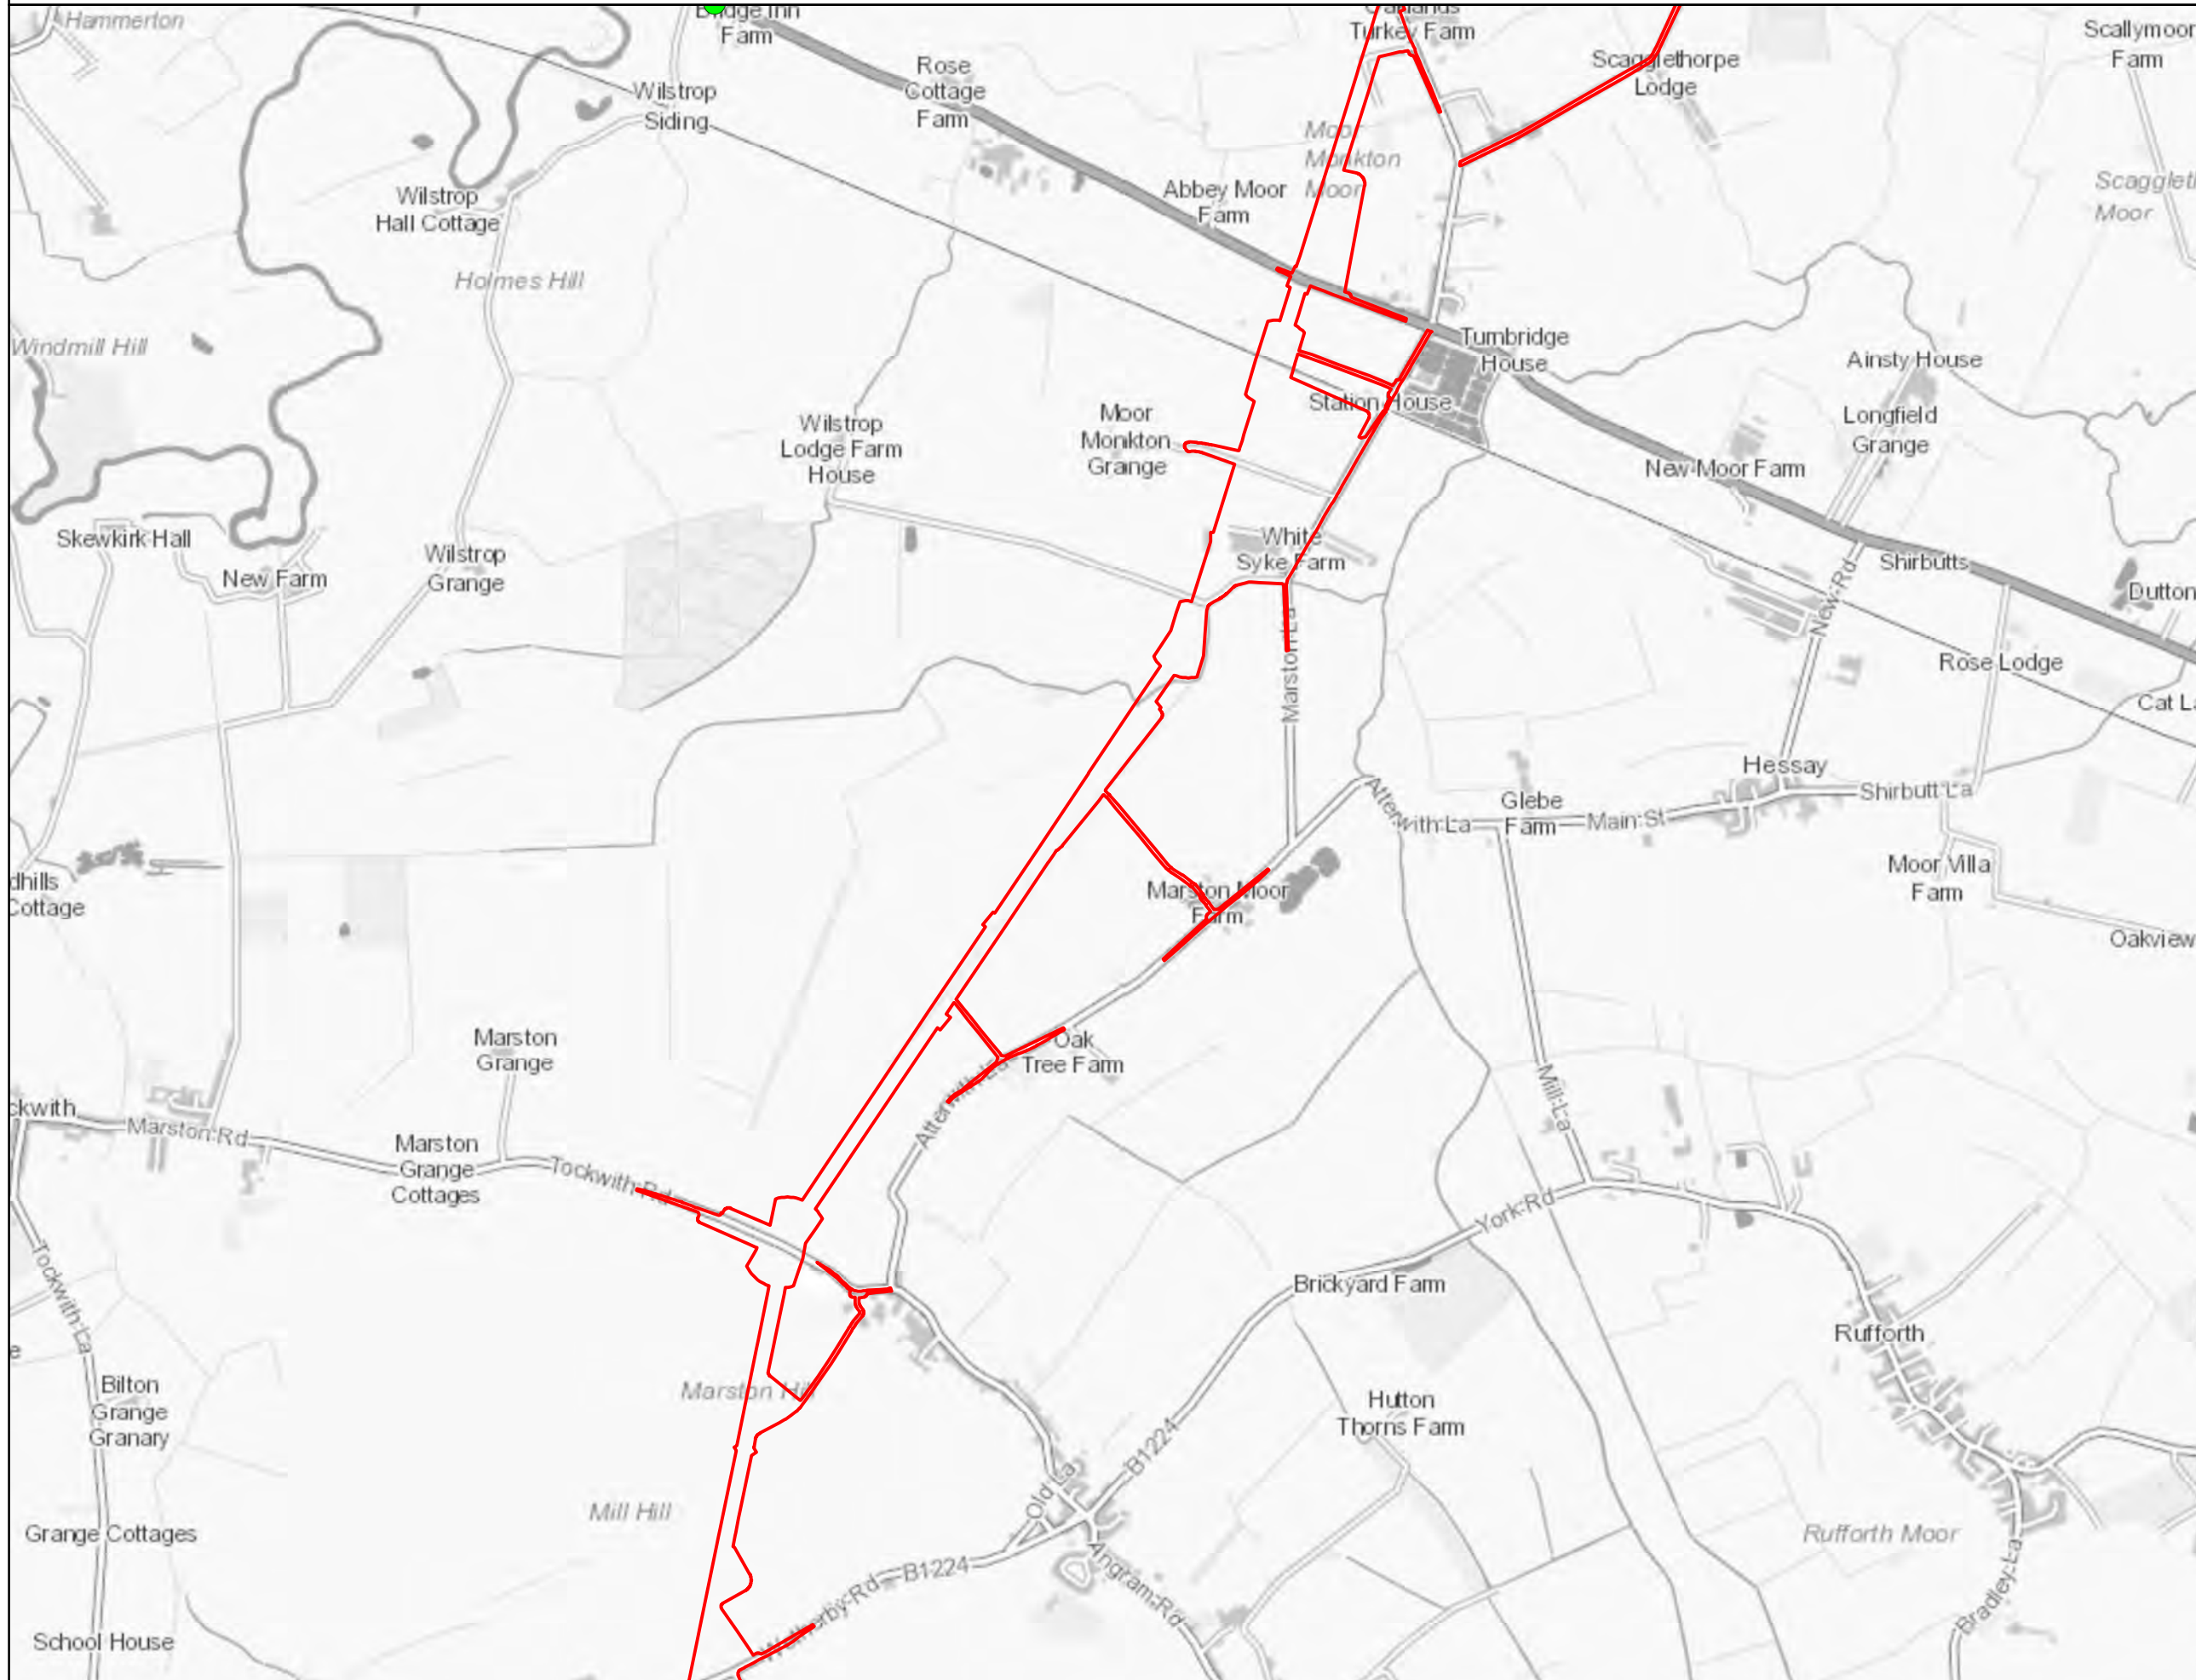 Hammerton
Bridge Inn
Farm
Oaklands
Turkey Farm
Scallymoor
Farm
Rose
Cottage
Farm
Scagglethorpe
Lodge
Wilstrop
Siding
Moor
Monkton
Moor
Abbey Moor
Farm
Wilstrop
Hall Cottage
Scagglet
Moor
Holmes Hill
Windmill Hill
Turnbridge
House
Ainsty House
Station House
Longfield
Grange
Moor
Monkton
Grange
Wilstrop
Lodge Farm
House
New Moor Farm
Skewkirk Hall
New Farm
Wilstrop
Grange
White
Syke Farm
Shirbutts
Dutton
New Rd
Marston La
Rose Lodge
Cat La
Hessay
Shirbutt La
Atterwith La
Glebe
Farm
Main St
Moor Villa
Farm
dhills
Cottage
Marston Moor
Farm
Oakview
Marston
Grange
Oak
Tree Farm
Atterwith La
Mill La
ckwith
Marston Rd
Marston
Grange
Cottages
Tockwith Rd
York Rd
Tockwith La
Brickyard Farm
Rufforth
Bilton
Grange
Granary
Marston Hill
Hutton
Thorns Farm
B1224
Old La
Mill Hill
Grange Cottages
Rufforth Moor
Wetherby Rd
B1224
Angram Rd
Bradley La
School House